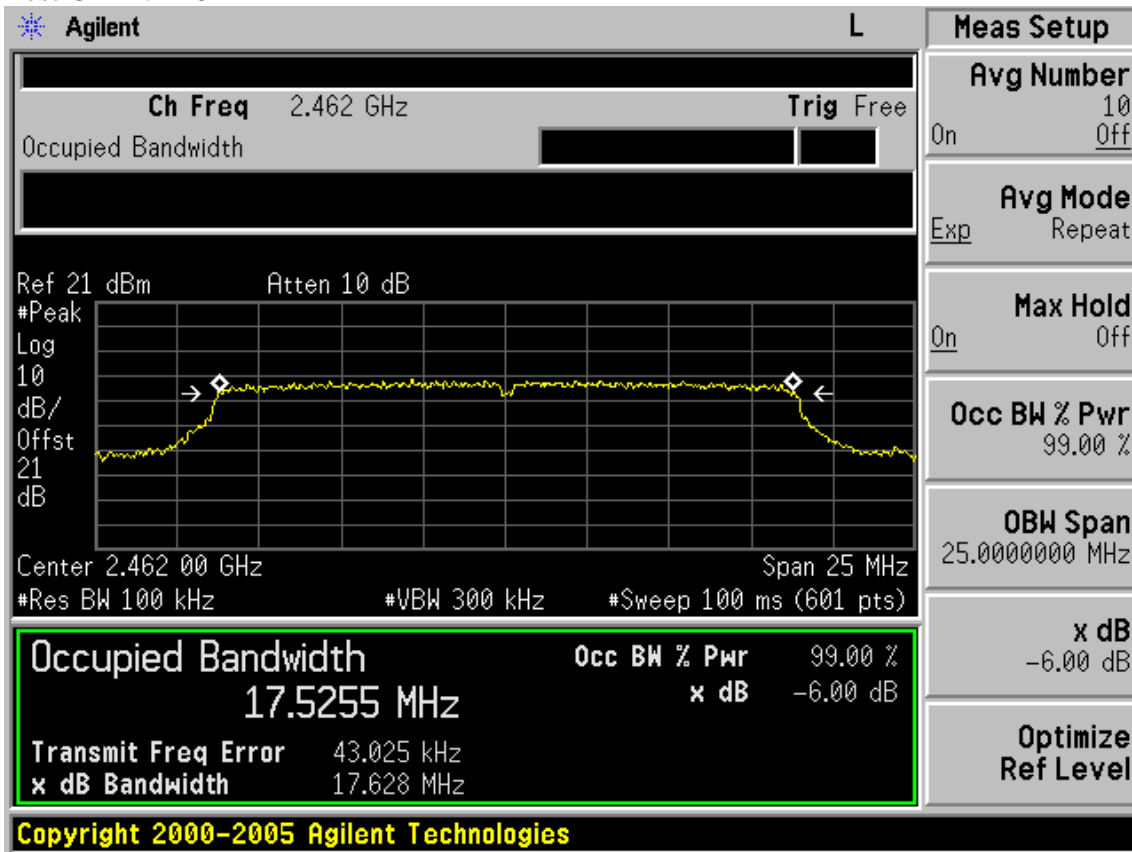 Agilent L
Ch Freq 2.462 GHz Trig Free
Occupied Bandwidth
Ref 21 dBm Atten 10 dB
#Peak
Log
10
dB/
Offst
21
dB
Center 2.462 00 GHz Span 25 MHz
#Res BW 100 kHz #VBW 300 kHz #Sweep 100 ms (601 pts)
Occupied Bandwidth Occ BW % Pwr 99.00 %
17.5255 MHz x dB -6.00 dB
Transmit Freq Error 43.025 kHz
x dB Bandwidth 17.628 MHz
Copyright 2000-2005 Agilent Technologies
Meas Setup
Avg Number
10
On Off
Avg Mode
Exp Repeat
Max Hold
On Off
Occ BW % Pwr
99.00 %
OBW Span
25.0000000 MHz
x dB
-6.00 dB
Optimize
Ref Level